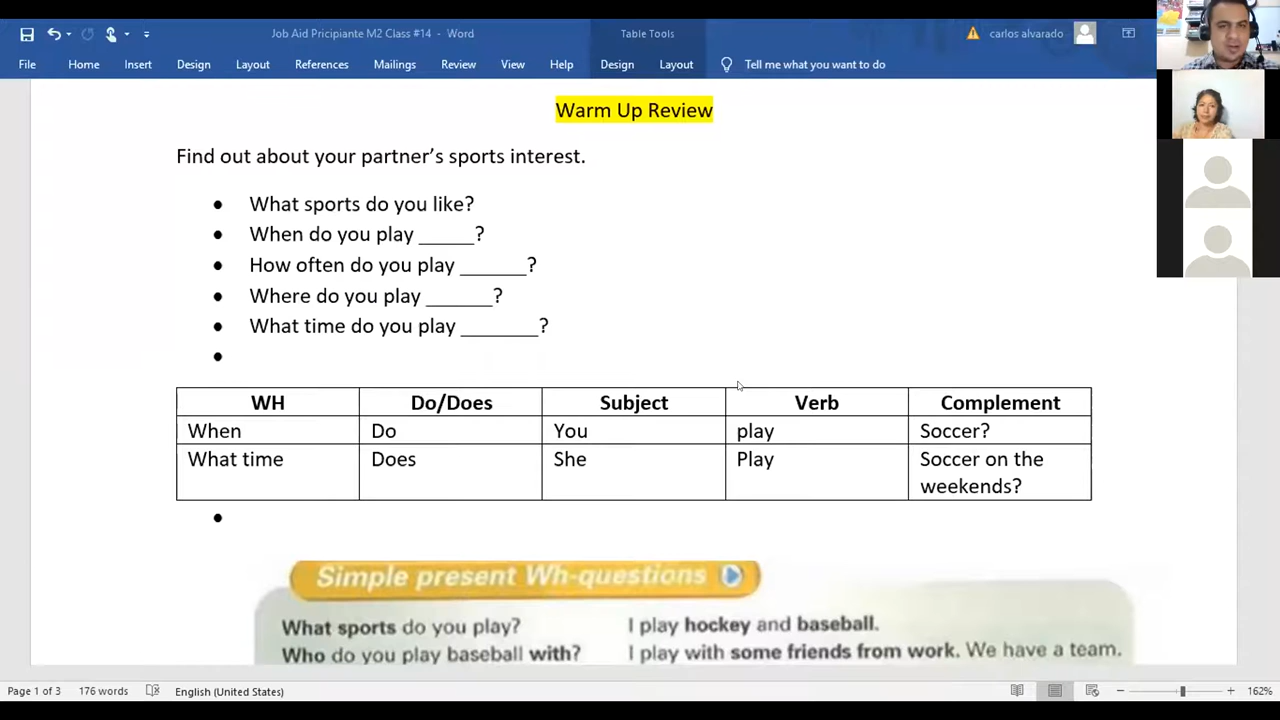 Job Aid Pricipiante M2 Class #14 - Word
Table Tools
carlos alvarado
File Home Insert Design Layout References Mailings Review View Help Design Layout Tell me what you want to do
Warm Up Review
Find out about your partner's sports interest.
• What sports do you like?
• When do you play _____?
• How often do you play ______?
• Where do you play ______?
• What time do you play _______?
WH Do/Does Subject Verb Complement
When Do You play Soccer?
What time Does She Play Soccer on the
weekends?
Simple present Wh-questions
What sports do you play? I play hockey and baseball.
Who do you play baseball with? I play with some friends from work. We have a team.
Page 1 of 3 176 words English (United States) 162%